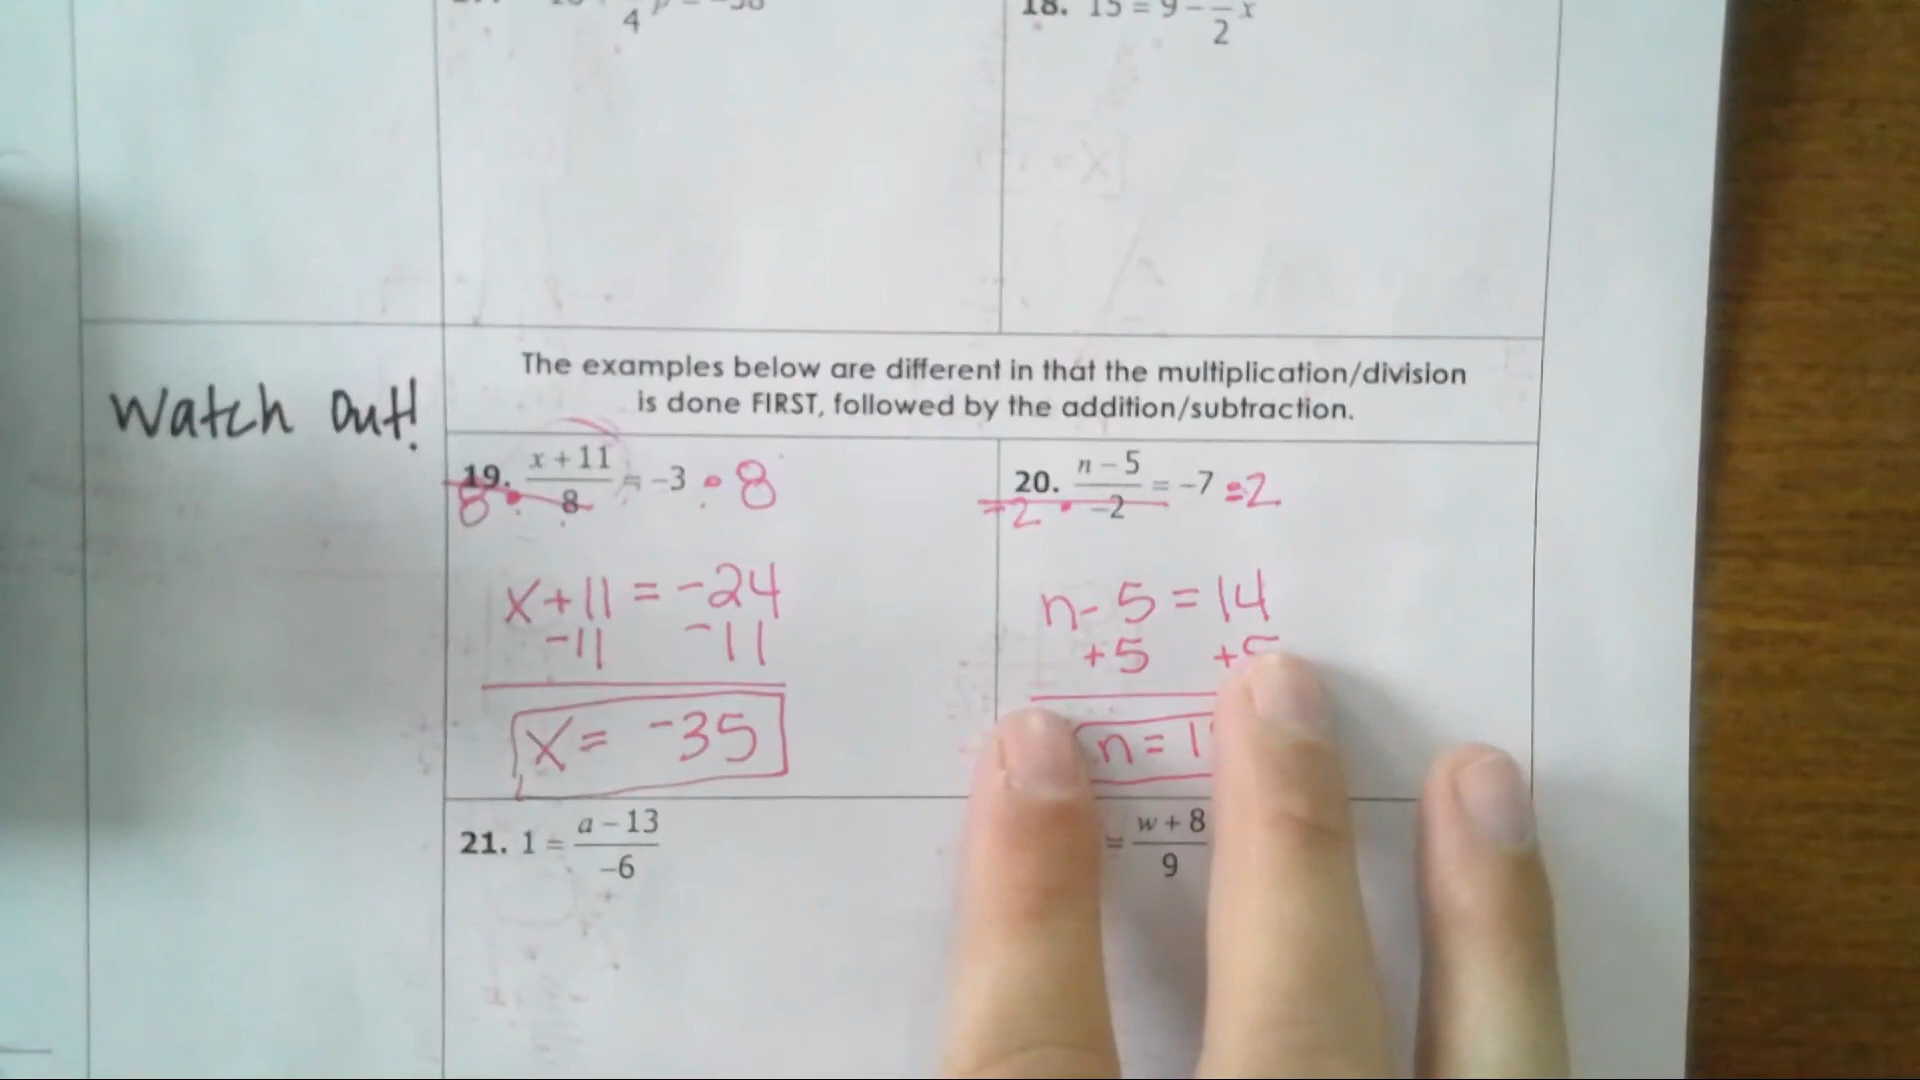 18. 15 = 9 - — x
4
2
Watch Out!
The examples below are different in that the multiplication/division
is done FIRST, followed by the addition/subtraction.
19. x + 11 / 8 = -3 • 8
8 •
x + 11 = -24
-11 -11
x = -35
20. n - 5 / -2 = -7 • -2
-2 •
n - 5 = 14
+5 +5
n = 1
21. 1 = a - 13 / -6
= w + 8 / 9